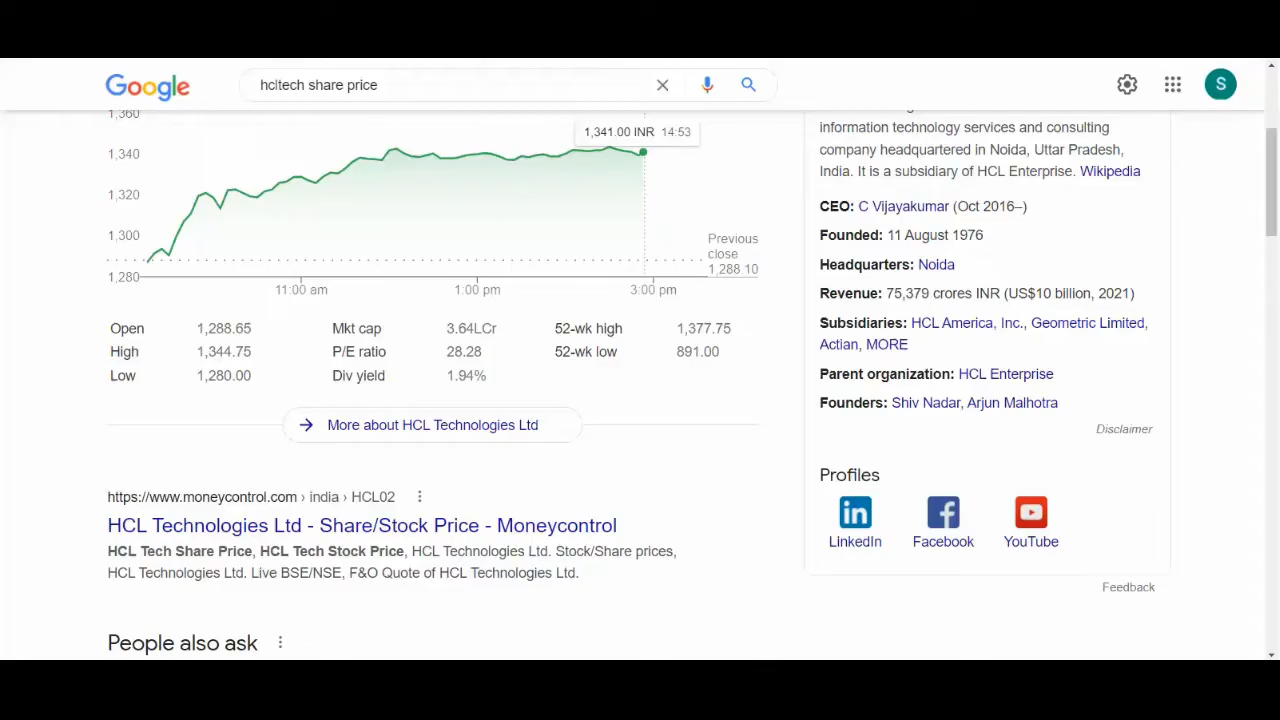 Google
hcltech share price
S
1,360
1,341.00 INR 14:53
1,340
1,320
1,300
Previous
close
1,288.10
1,280
11:00 am 1:00 pm 3:00 pm
Open 1,288.65 Mkt cap 3.64LCr 52-wk high 1,377.75
High 1,344.75 P/E ratio 28.28 52-wk low 891.00
Low 1,280.00 Div yield 1.94%
More about HCL Technologies Ltd
https://www.moneycontrol.com › india › HCL02
HCL Technologies Ltd - Share/Stock Price - Moneycontrol
HCL Tech Share Price, HCL Tech Stock Price, HCL Technologies Ltd. Stock/Share prices,
HCL Technologies Ltd. Live BSE/NSE, F&O Quote of HCL Technologies Ltd.
People also ask
information technology services and consulting
company headquartered in Noida, Uttar Pradesh,
India. It is a subsidiary of HCL Enterprise. Wikipedia
CEO: C Vijayakumar (Oct 2016–)
Founded: 11 August 1976
Headquarters: Noida
Revenue: 75,379 crores INR (US$10 billion, 2021)
Subsidiaries: HCL America, Inc., Geometric Limited,
Actian, MORE
Parent organization: HCL Enterprise
Founders: Shiv Nadar, Arjun Malhotra
Disclaimer
Profiles
in
LinkedIn Facebook YouTube
Feedback